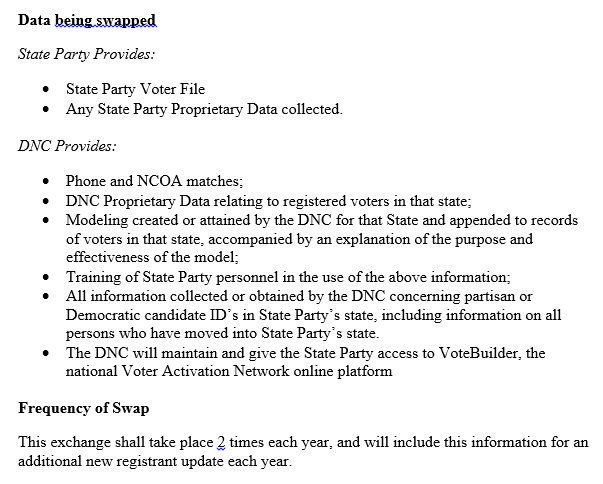 Data being swapped
State Party Provides:
• State Party Voter File
• Any State Party Proprietary Data collected.
DNC Provides:
• Phone and NCOA matches;
• DNC Proprietary Data relating to registered voters in that state;
• Modeling created or attained by the DNC for that State and appended to records
of voters in that state, accompanied by an explanation of the purpose and
effectiveness of the model;
• Training of State Party personnel in the use of the above information;
• All information collected or obtained by the DNC concerning partisan or
Democratic candidate ID’s in State Party’s state, including information on all
persons who have moved into State Party’s state.
• The DNC will maintain and give the State Party access to VoteBuilder, the
national Voter Activation Network online platform
Frequency of Swap
This exchange shall take place 2 times each year, and will include this information for an
additional new registrant update each year.